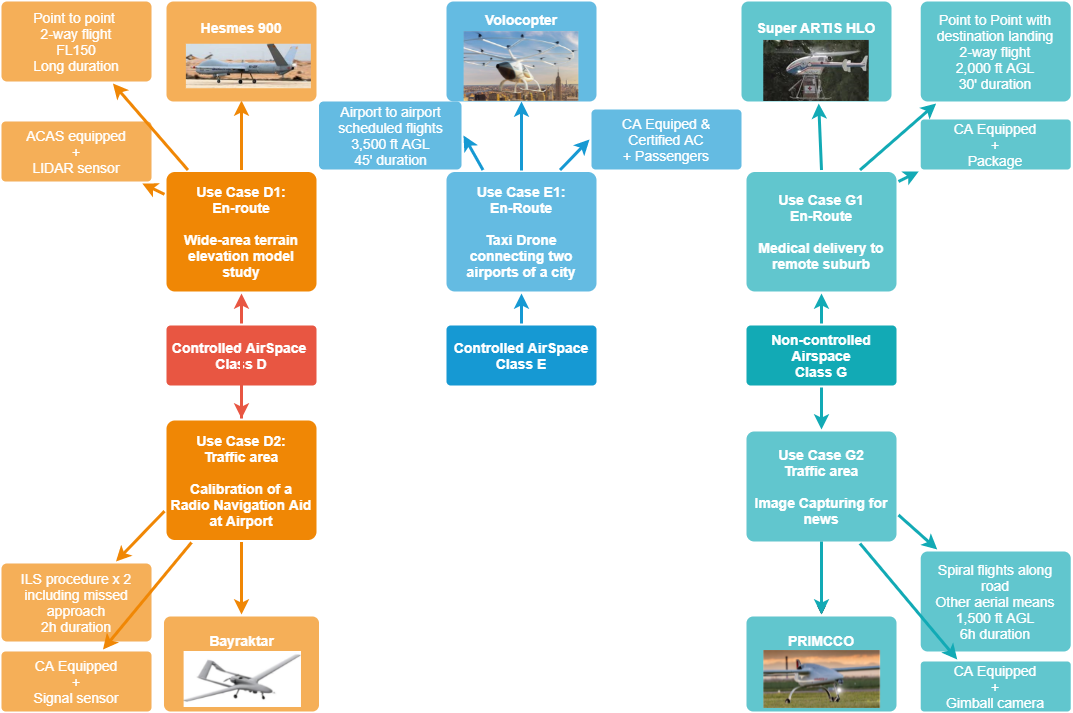 Point to point
2-way flight
FL150
Long duration
Hesmes 900
ACAS equipped
+
LIDAR sensor
Use Case D1:
En-route
Wide-area terrain
elevation model
study
Controlled AirSpace
Class D
Use Case D2:
Traffic area
Calibration of a
Radio Navigation Aid
at Airport
ILS procedure x 2
including missed
approach
2h duration
CA Equipped
+
Signal sensor
Bayraktar
Volocopter
Airport to airport
scheduled flights
3,500 ft AGL
45' duration
CA Equiped &
Certified AC
+ Passengers
Use Case E1:
En-Route
Taxi Drone
connecting two
airports of a city
Controlled AirSpace
Class E
Super ARTIS HLO
Point to Point with
destination landing
2-way flight
2,000 ft AGL
30' duration
CA Equipped
+
Package
Use Case G1
En-Route
Medical delivery to
remote suburb
Non-controlled
Airspace
Class G
Use Case G2
Traffic area
Image Capturing for
news
Spiral flights along
road
Other aerial means
1,500 ft AGL
6h duration
PRIMCCO
CA Equipped
+
Gimball camera